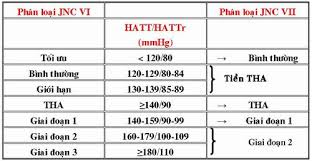 Phân loại JNC VI HATT/HATTr Phân loại JNC VII
(mmHg)
Tối ưu < 120/80 → Bình thường
Bình thường 120-129/80-84 Tiền THA
Giới hạn 130-139/85-89
THA ≥140/90 → THA
Giai đoạn 1 140-159/90-99 → Giai đoạn 1
Giai đoạn 2 160-179/100-109 Giai đoạn 2
Giai đoạn 3 ≥180/110